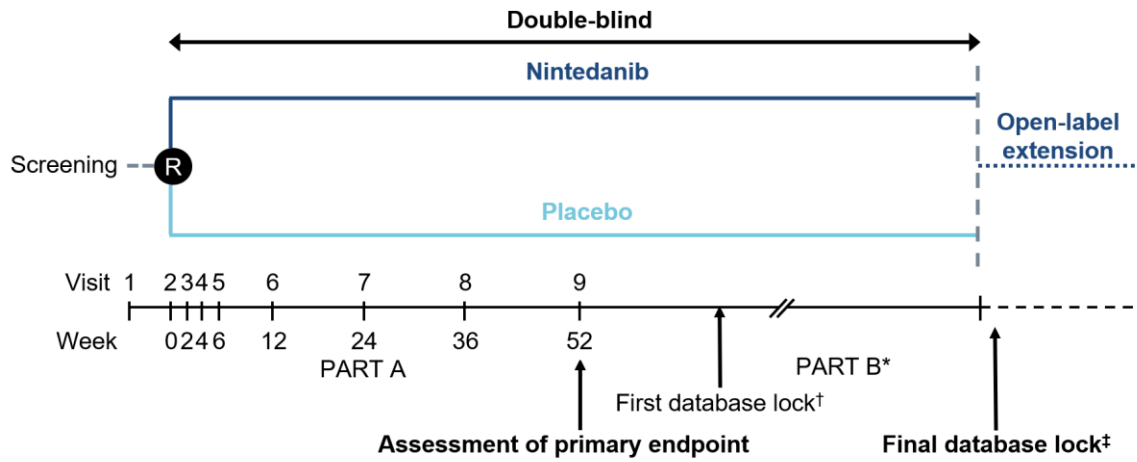 Double-blind
Nintedanib
Open-label
extension
Screening
R
Placebo
Visit 1 2 3 4 5 6 7 8 9
Week 0 2 4 6 12 24 36 52
PART A
PART B*
First database lock†
Assessment of primary endpoint
Final database lock‡